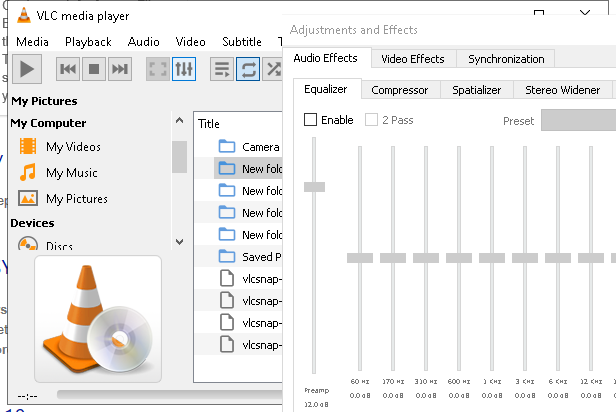 VLC media player
Media Playback Audio Video Subtitle T
My Pictures
My Computer
My Videos
My Music
My Pictures
Devices
Discs
Title
Camera
New fold
New fold
New fold
New fold
Saved P
vlcsnap-
vlcsnap-
vlcsnap-
vlcsnap-
--:--
Adjustments and Effects
Audio Effects Video Effects Synchronization
Equalizer Compressor Spatializer Stereo Widener
Enable 2 Pass Preset
60 KHz 170 Hz 310 Hz 600 Hz 1 KHz 3 KHz 6 KHz 12 KHz
Preamp 0.0 dB 0.0 dB 0.0 dB 0.0 dB 0.0 dB 0.0 dB 0.0 dB 0.0 dB
12.0 dB